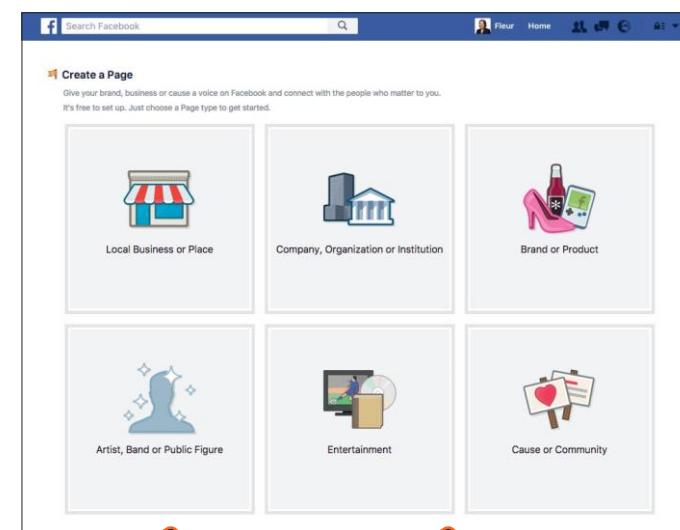 f Search Facebook Fleur Home
Create a Page
Give your brand, business or cause a voice on Facebook and connect with the people who matter to you.
It's free to set up. Just choose a Page type to get started.
Local Business or Place Company, Organization or Institution Brand or Product
Artist, Band or Public Figure Entertainment Cause or Community